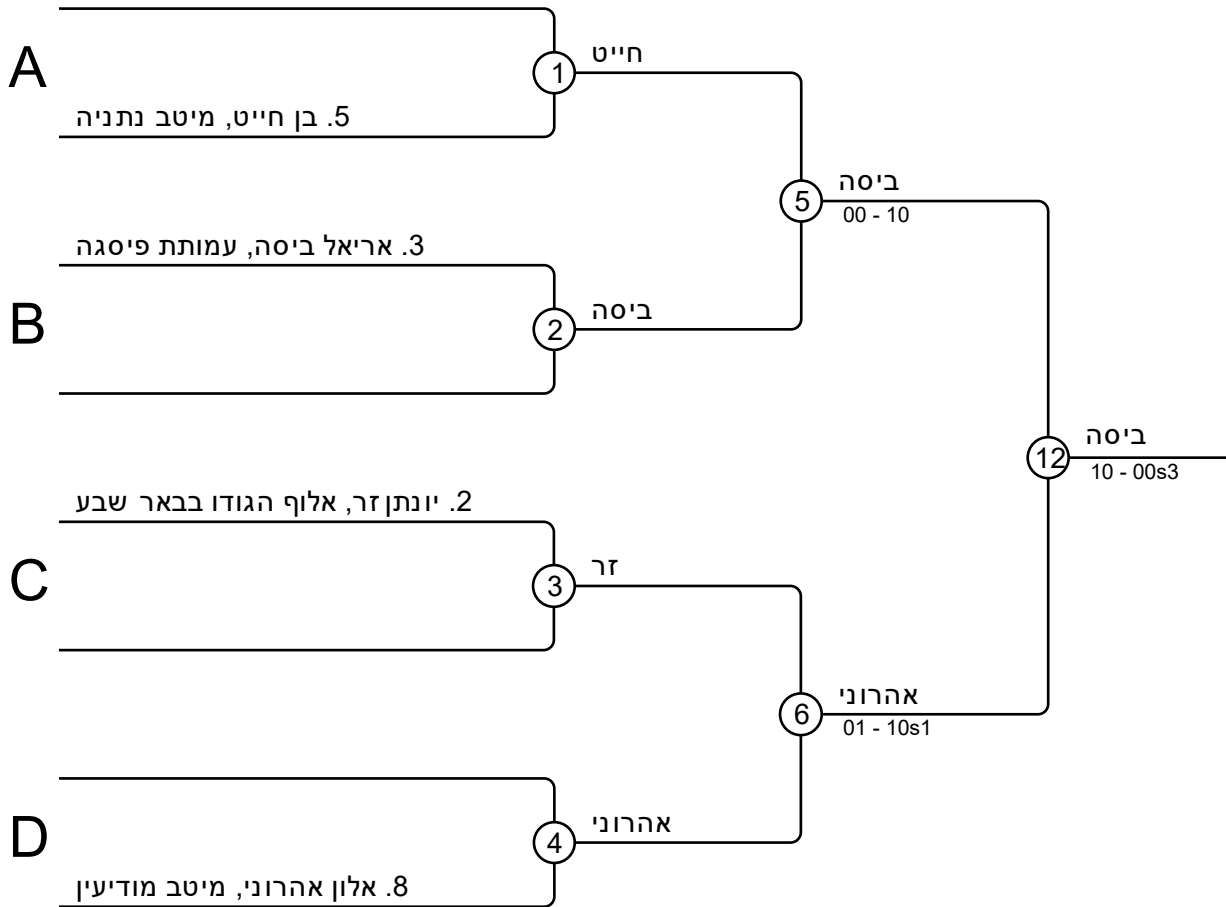 A
1
חייט
5. בן חייט, מיטב נתניה
5
ביסה
00 - 10
3. אריאל ביסה, עמותת פיסגה
B
2
ביסה
12
ביסה
10 - 00s3
2. יונתן זר, אלוף הגודו בבאר שבע
C
3
זר
6
אהרוני
01 - 10s1
D
4
אהרוני
8. אלון אהרוני, מיטב מודיעין